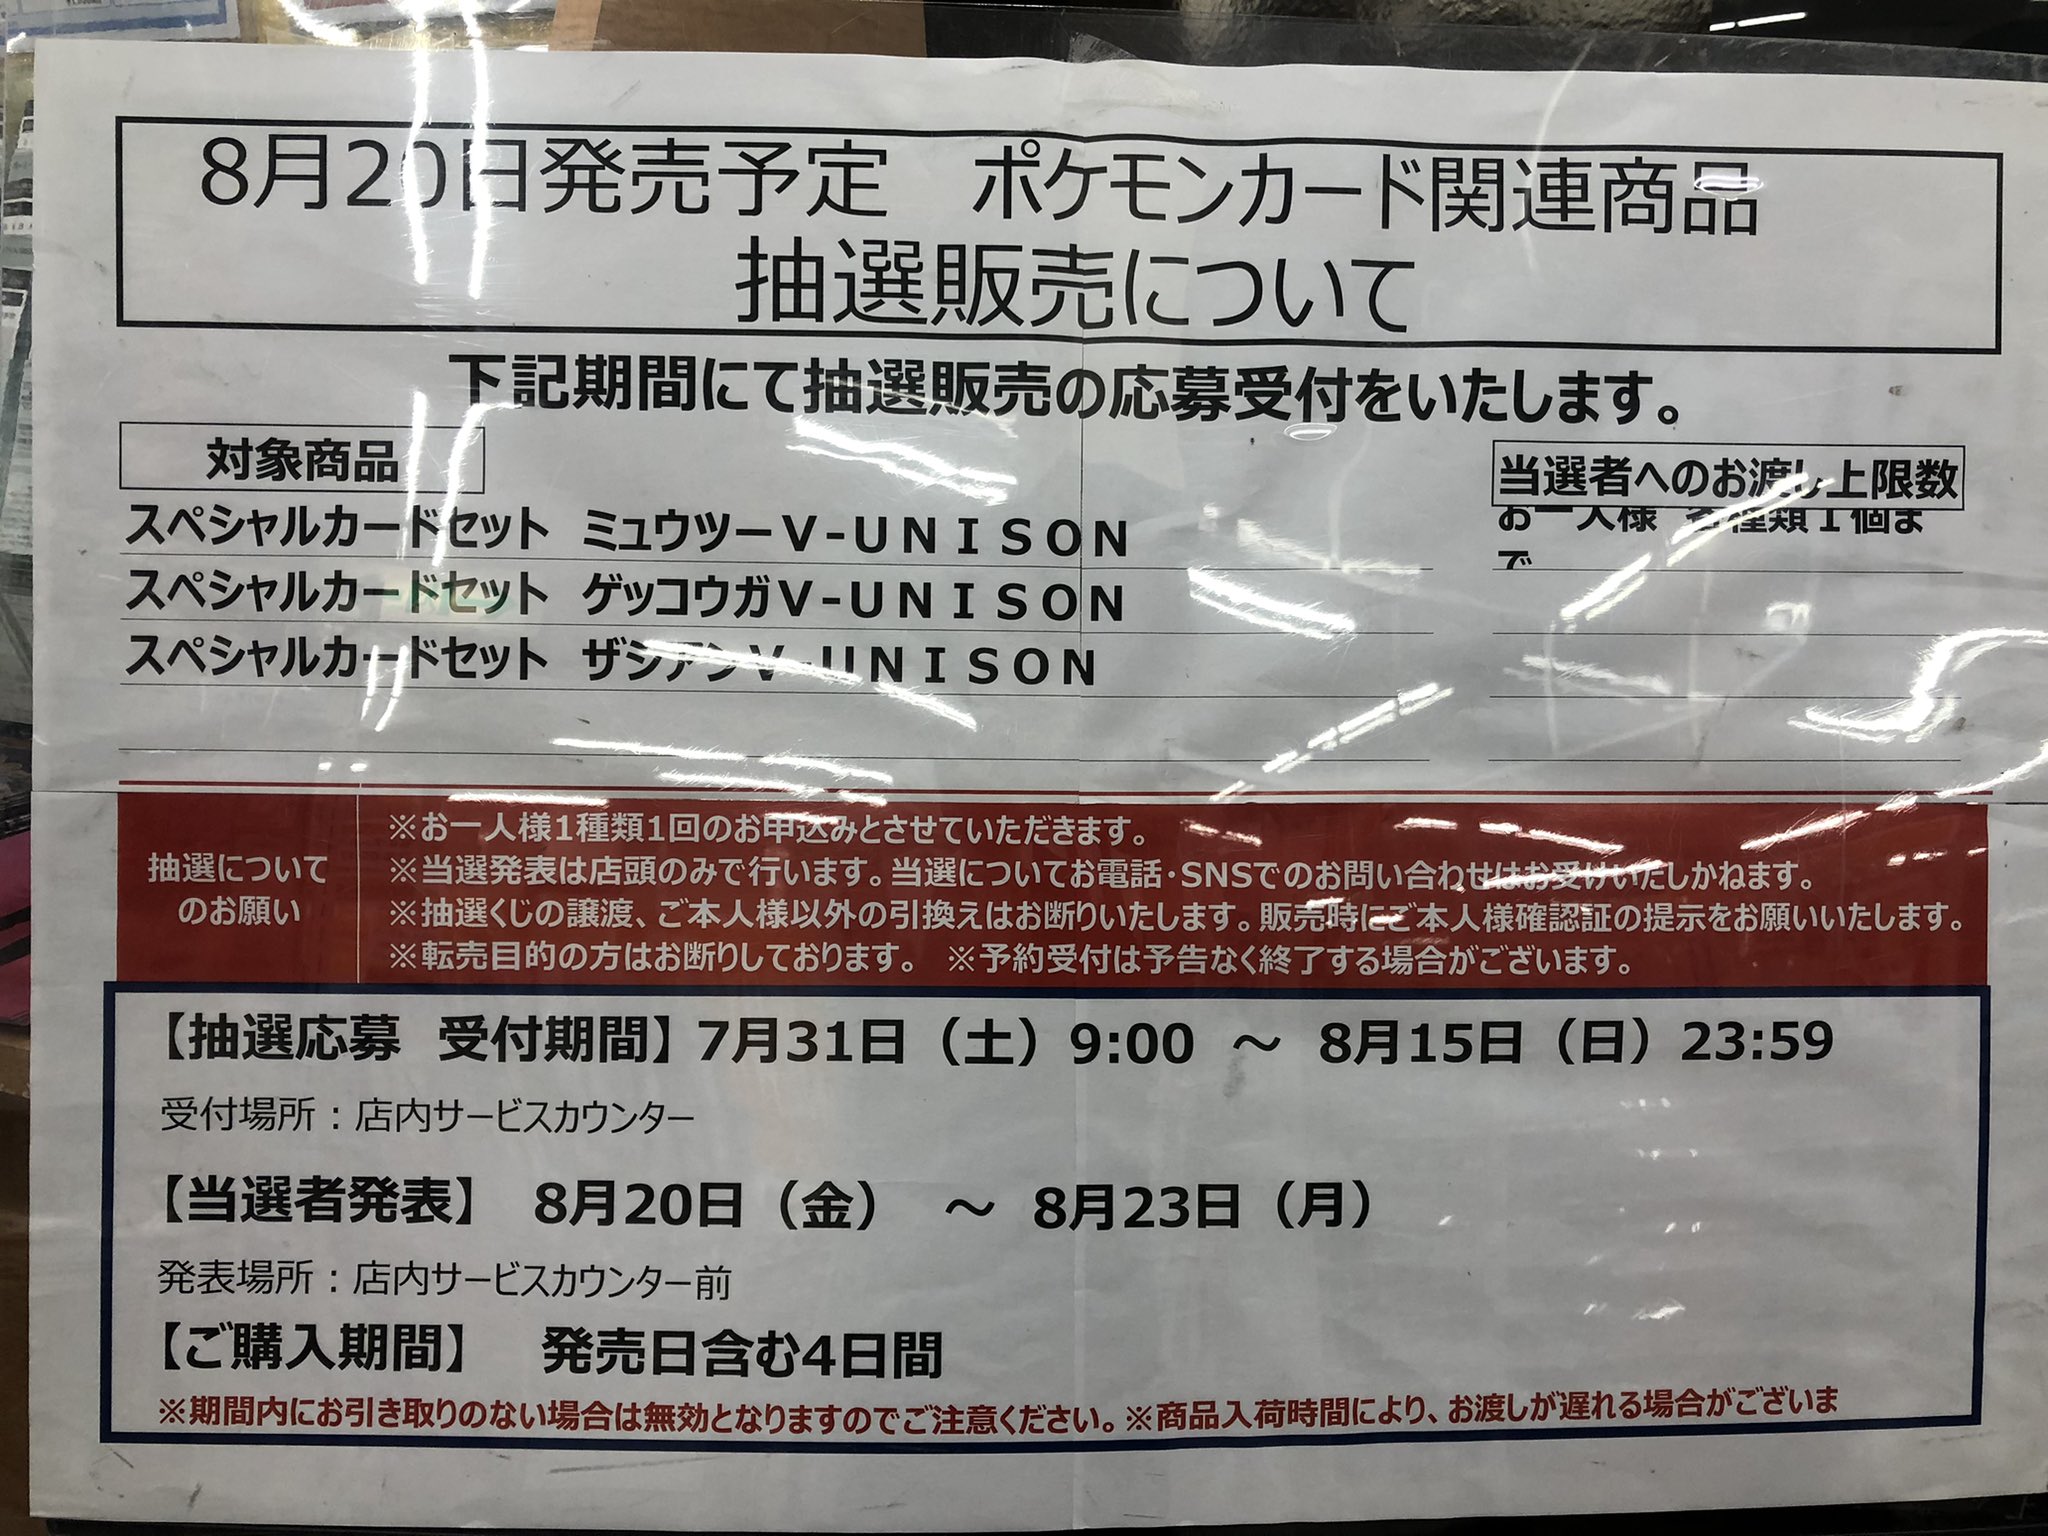 8月20日発売予定　ポケモンカード関連商品
抽選販売について
下記期間にて抽選販売の応募受付をいたします。
対象商品
当選者へのお渡し上限数
スペシャルカードセット　ミュウツーV-UNISON
お一人様　各種類1個まで
スペシャルカードセット　ゲッコウガV-UNISON
スペシャルカードセット　ザシアンV-UNISON
抽選について
のお願い
※お一人様1種類1回のお申込みとさせていただきます。
※当選発表は店頭のみで行います。当選についてお電話・SNSでのお問い合わせはお受けいたしかねます。
※抽選くじの譲渡、ご本人様以外の引換えはお断りいたします。販売時にご本人様確認証の提示をお願いいたします。
※転売目的の方はお断りしております。　※予約受付は予告なく終了する場合がございます。
【抽選応募　受付期間】7月31日（土）9:00　～　8月15日（日）23:59
受付場所：店内サービスカウンター
【当選者発表】　8月20日（金）　～　8月23日（月）
発表場所：店内サービスカウンター前
【ご購入期間】　発売日含む4日間
※期間内にお引き取りのない場合は無効となりますのでご注意ください。※商品入荷時間により、お渡しが遅れる場合がございま